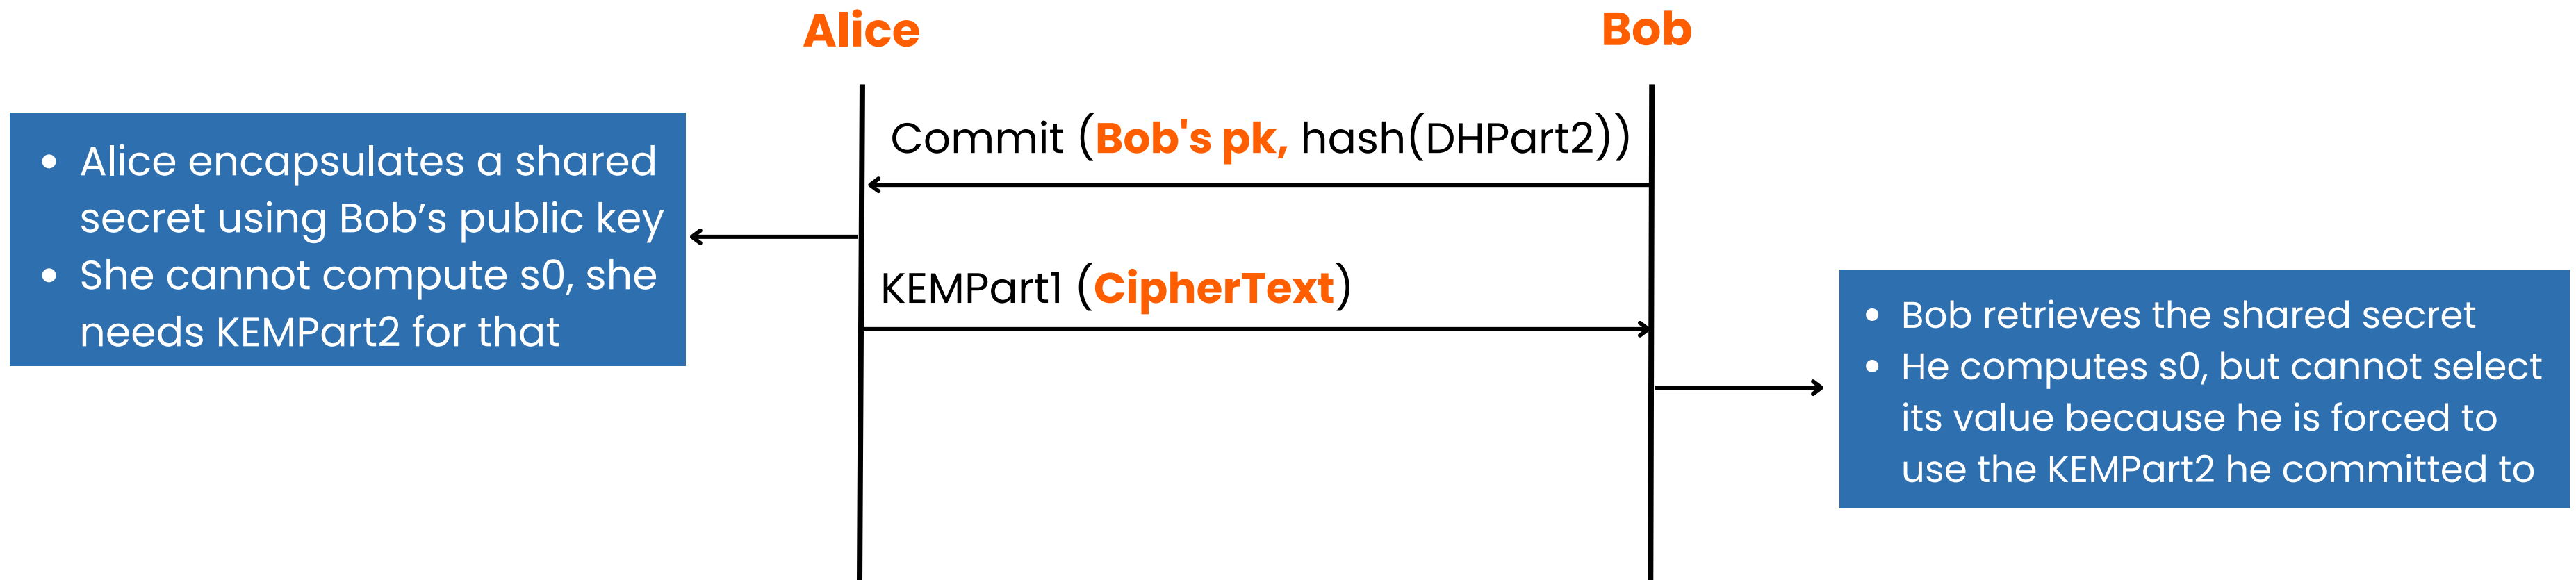 Alice
Bob
Commit (Bob's pk, hash(DHPart2))
• Alice encapsulates a shared
secret using Bob’s public key
• She cannot compute s0, she
needs KEMPart2 for that
KEMPart1 (CipherText)
• Bob retrieves the shared secret
• He computes s0, but cannot select
its value because he is forced to
use the KEMPart2 he committed to